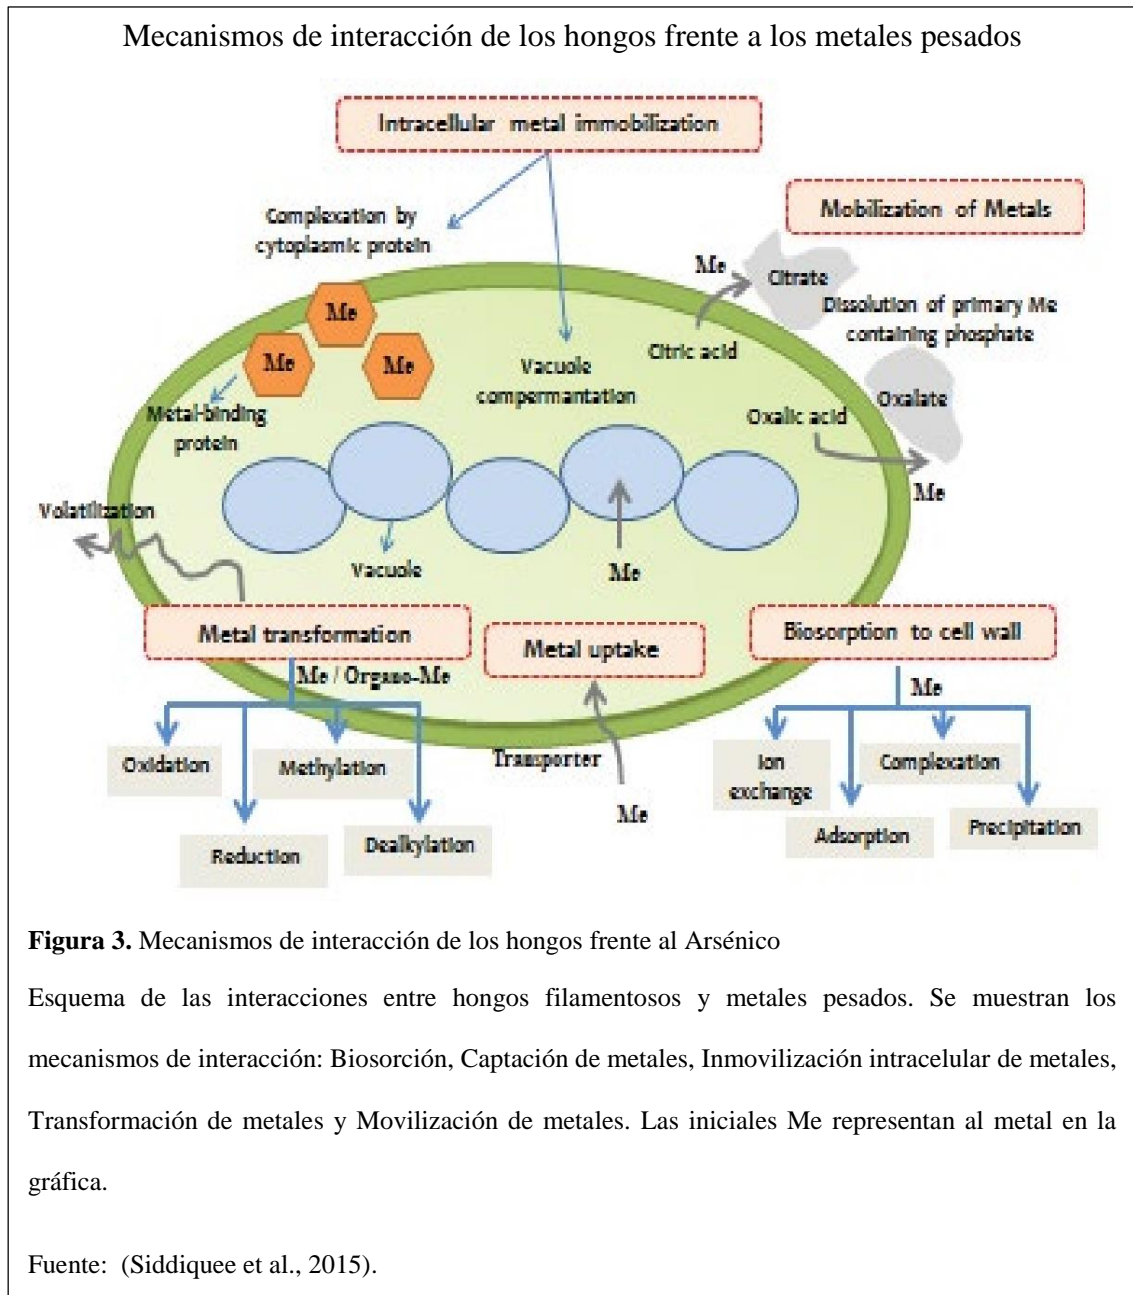 Mecanismos de interacción de los hongos frente a los metales pesados
Intracellular metal immobilization
Complexation by
cytoplasmic protein
Mobilization of Metals
Me
Citrate
Dissolution of primary Me
containing phosphate
Citric acid
Me
Me
Me
Vacuole
compermantation
Oxalate
Oxalic acid
Me
Metal-binding
protein
Volatilization
Vacuole
Me
Metal transformation
Me / Organo-Me
Metal uptake
Biosorption to cell wall
Me
Oxidation
Methylation
Reduction
Dealkylation
Transporter
Me
Ion
exchange
Complexation
Adsorption
Precipitation
Figura 3. Mecanismos de interacción de los hongos frente al Arsénico
Esquema de las interacciones entre hongos filamentosos y metales pesados. Se muestran los
mecanismos de interacción: Biosorción, Captación de metales, Inmovilización intracelular de metales,
Transformación de metales y Movilización de metales. Las iniciales Me representan al metal en la
gráfica.
Fuente: (Siddiquee et al., 2015).